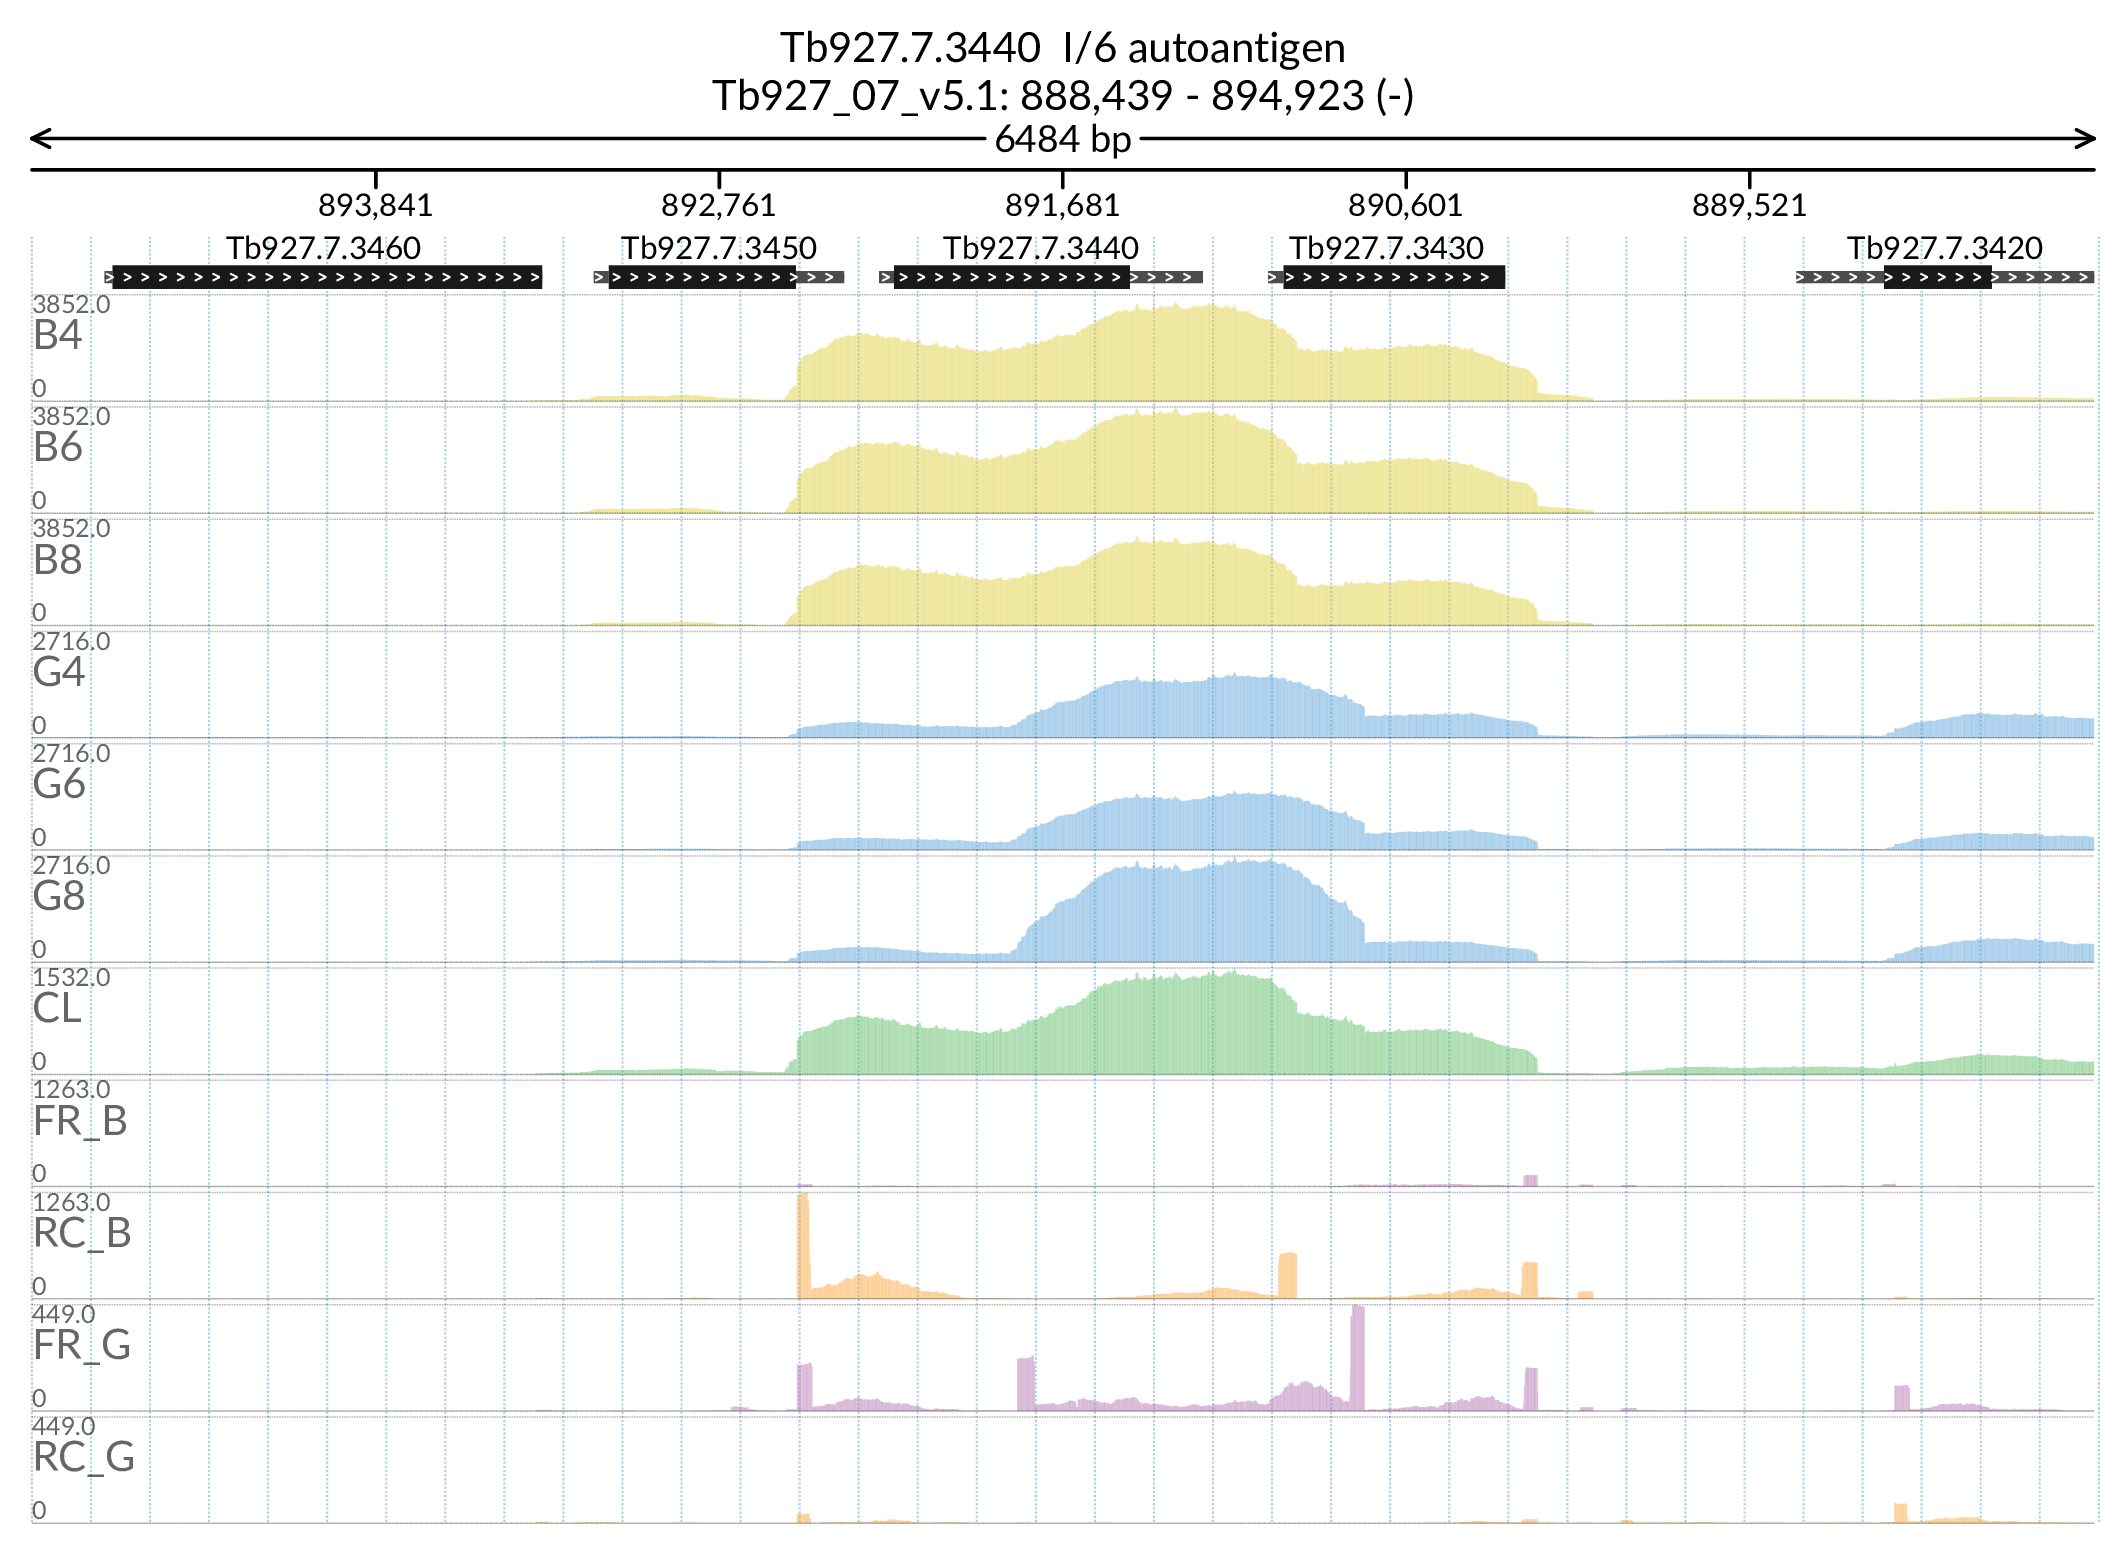 Tb927.7.3440 I/6 autoantigen
Tb927_07_v5.1: 888,439 - 894,923 (-)
6484 bp
893,841 892,761 891,681 890,601 889,521
Tb927.7.3460 Tb927.7.3450 Tb927.7.3440 Tb927.7.3430 Tb927.7.3420
3852.0
B4
0
3852.0
B6
0
3852.0
B8
0
2716.0
G4
0
2716.0
G6
0
2716.0
G8
0
1532.0
CL
0
1263.0
FR_B
0
1263.0
RC_B
0
449.0
FR_G
0
449.0
RC_G
0